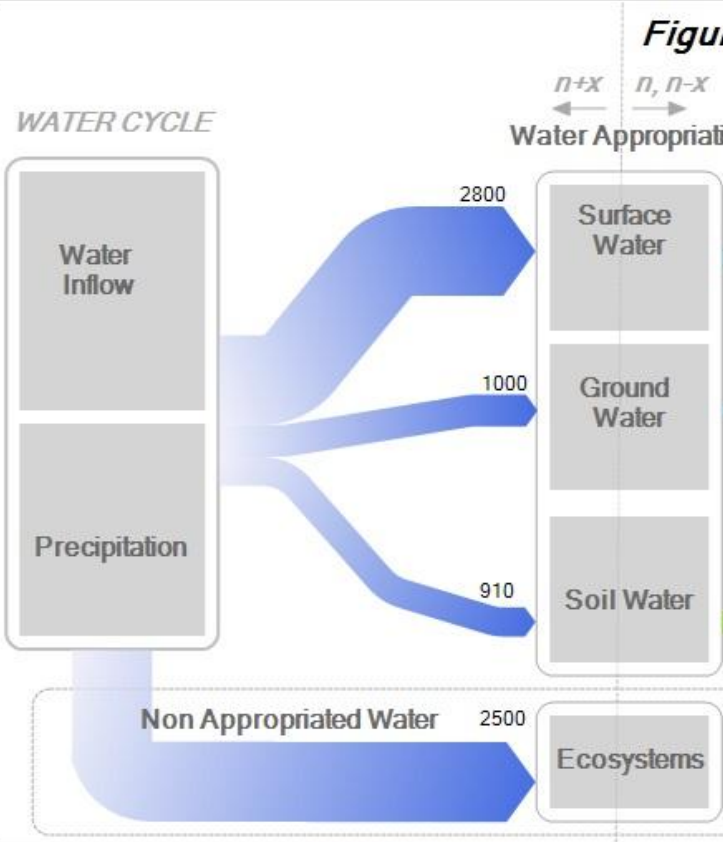 Figu
n+x
n, n-x
WATER CYCLE
Water Appropriati
2800
Surface
Water
Water
Inflow
1000
Ground
Water
Precipitation
910
Soil Water
Non Appropriated Water
2500
Ecosystems